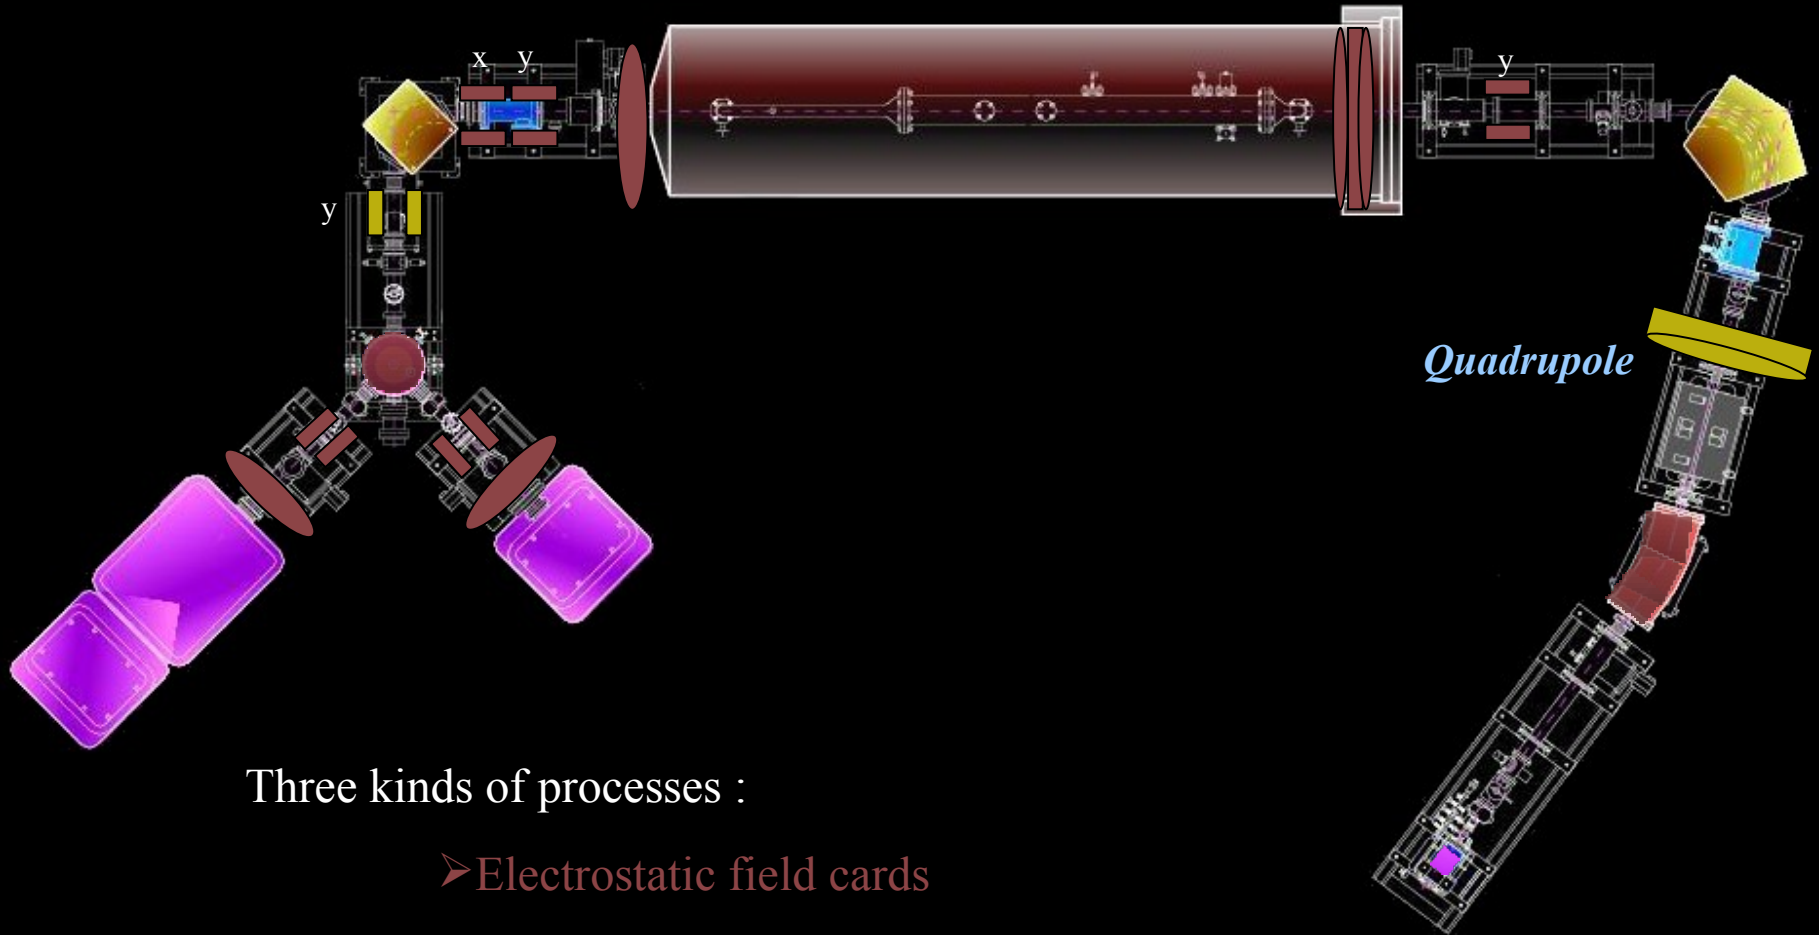 x y
y
y
Quadrupole
Three kinds of processes :
➢Electrostatic field cards